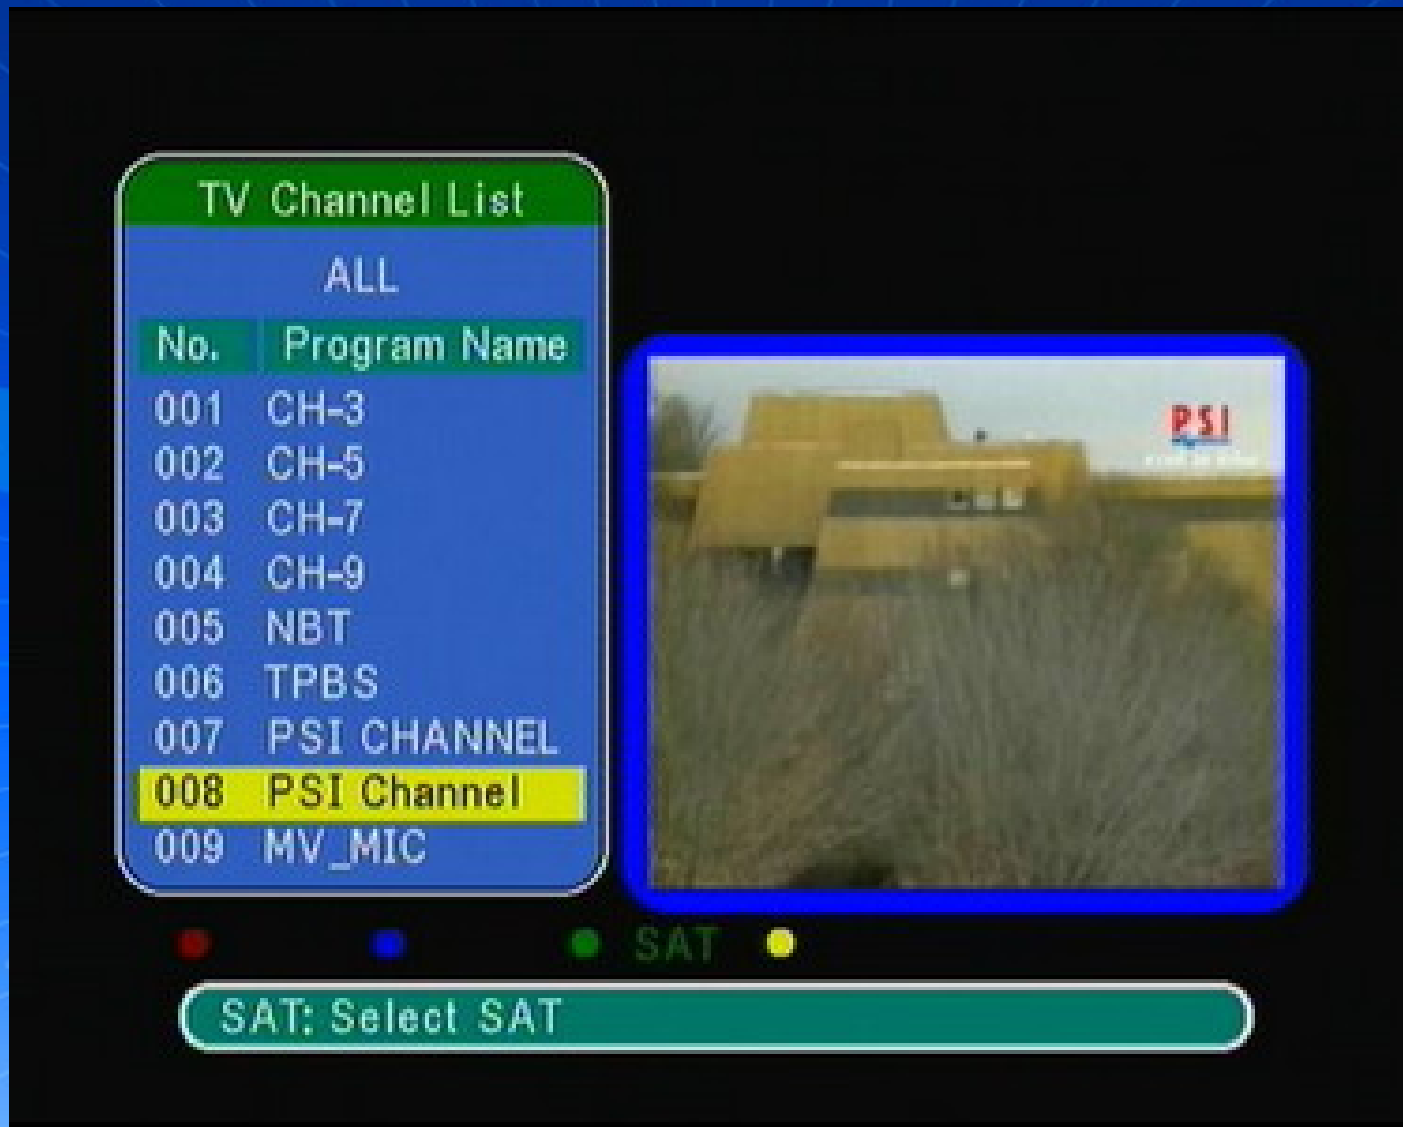 TV Channel List
ALL
No. Program Name
001 CH-3
002 CH-5
003 CH-7
004 CH-9
005 NBT
006 TPBS
007 PSI CHANNEL
008 PSI Channel
009 MV_MIC
PSI
SAT
SAT: Select SAT